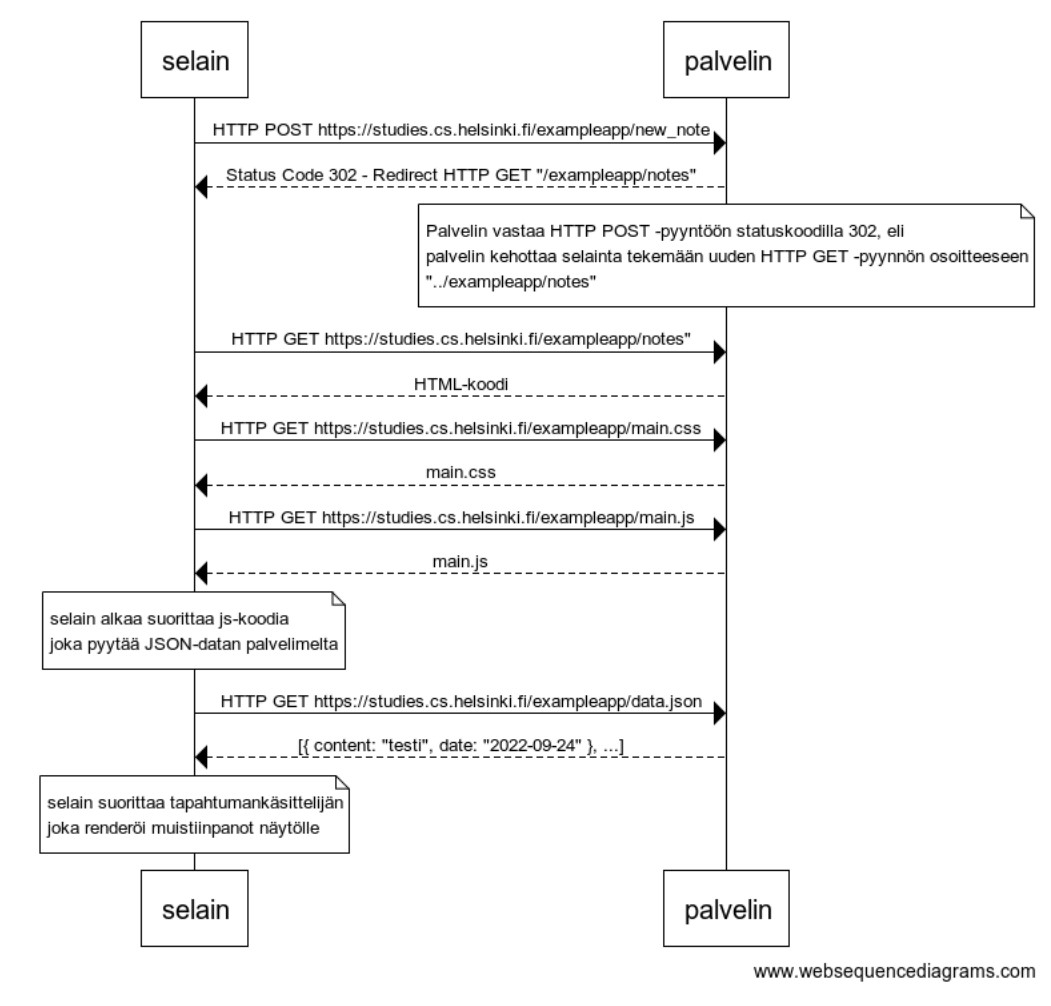 selain
palvelin
HTTP POST https://studies.cs.helsinki.fi/exampleapp/new_note
Status Code 302 - Redirect HTTP GET "/exampleapp/notes"
Palvelin vastaa HTTP POST -pyyntöön statuskoodilla 302, eli
palvelin kehottaa selainta tekemään uuden HTTP GET -pyynnön osoitteeseen
"../exampleapp/notes"
HTTP GET https://studies.cs.helsinki.fi/exampleapp/notes"
HTML-koodi
HTTP GET https://studies.cs.helsinki.fi/exampleapp/main.css
main.css
HTTP GET https://studies.cs.helsinki.fi/exampleapp/main.js
main.js
selain alkaa suorittaa js-koodia
joka pyytää JSON-datan palvelimelta
HTTP GET https://studies.cs.helsinki.fi/exampleapp/data.json
[{ content: "testi", date: "2022-09-24" }, ...]
selain suorittaa tapahtumankäsittelijän
joka renderöi muistiinpanot näytölle
selain
palvelin
www.websequencediagrams.com